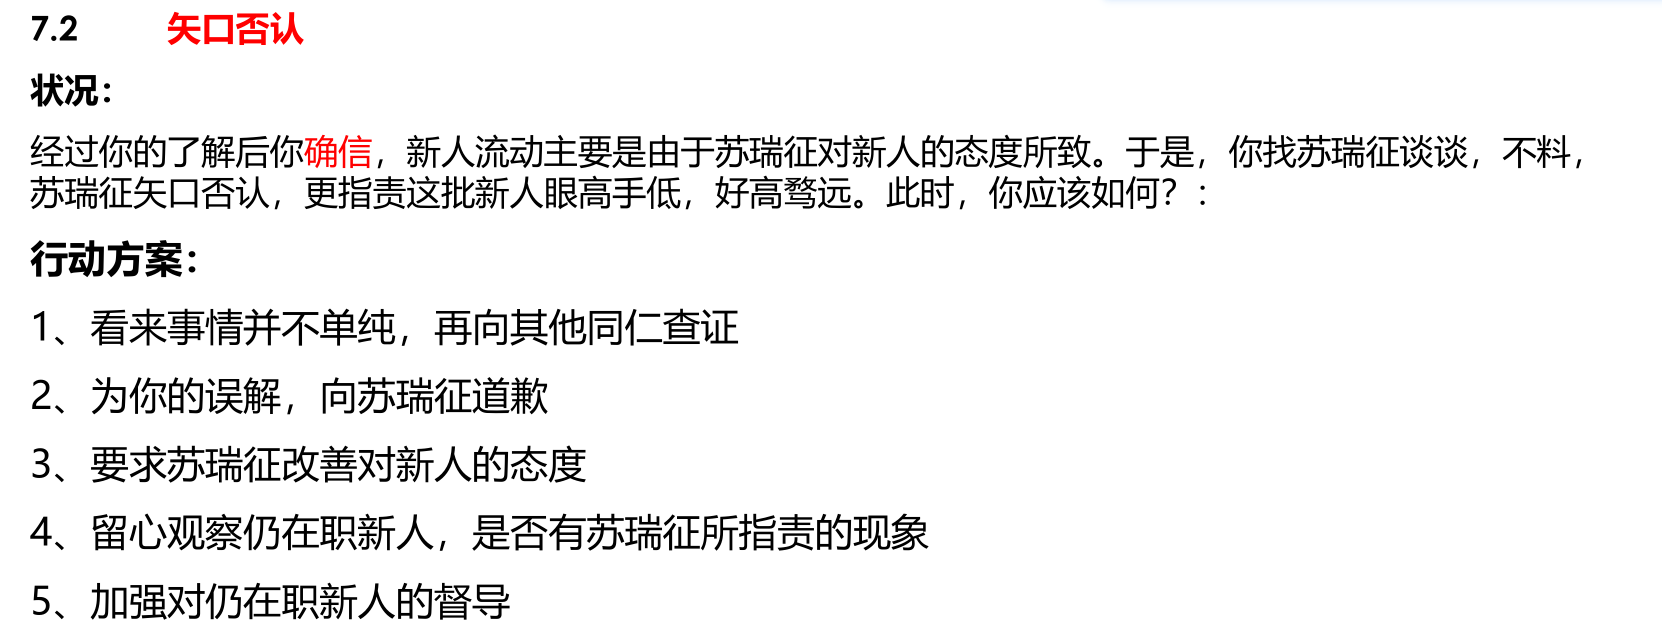 7.2 矢口否认
状况：
经过你的了解后你确信，新人流动主要是由于苏瑞征对新人的态度所致。于是，你找苏瑞征谈谈，不料，
苏瑞征矢口否认，更指责这批新人眼高手低，好高骛远。此时，你应该如何？：
行动方案：
1、看来事情并不单纯，再向其他同仁查证
2、为你的误解，向苏瑞征道歉
3、要求苏瑞征改善对新人的态度
4、留心观察仍在职新人，是否有苏瑞征所指责的现象
5、加强对仍在职新人的督导